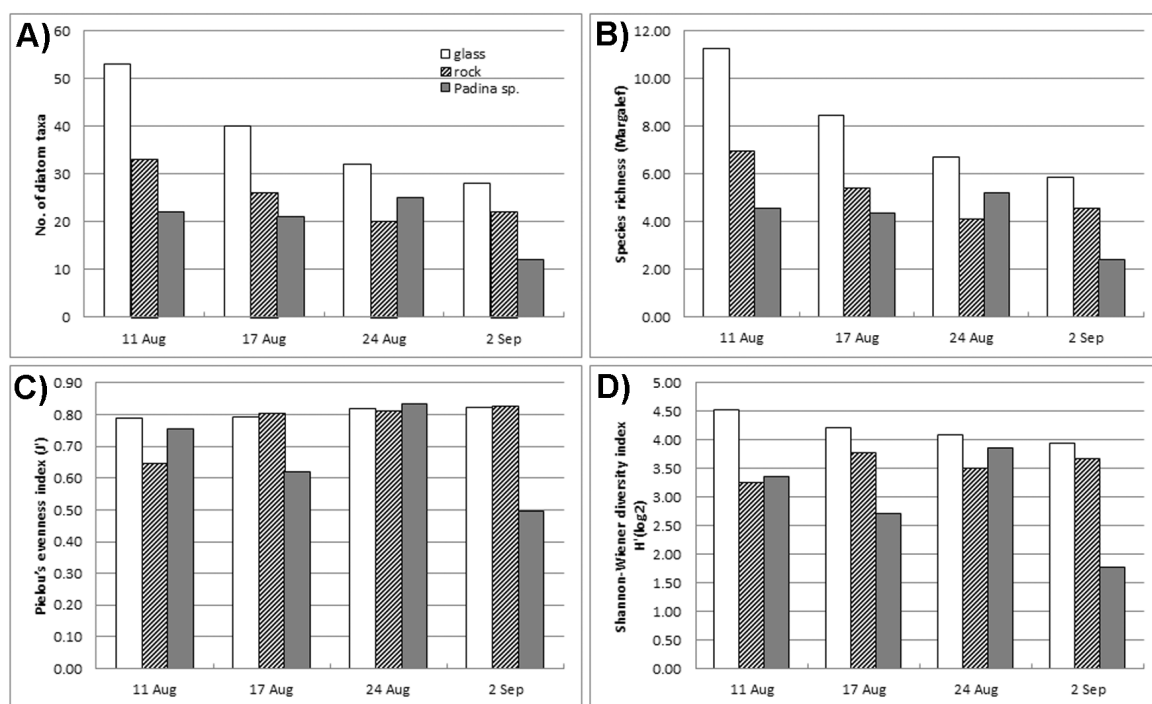 A)
No. of diatom taxa
60
50
40
30
20
10
0
glass
rock
Padina sp.
11 Aug 17 Aug 24 Aug 2 Sep
B)
Species richness (Margalef)
12.00
10.00
8.00
6.00
4.00
2.00
0.00
11 Aug 17 Aug 24 Aug 2 Sep
C)
Pielou's evenness index (J')
0.90
0.80
0.70
0.60
0.50
0.40
0.30
0.20
0.10
0.00
11 Aug 17 Aug 24 Aug 2 Sep
D)
Shannon-Wiener diversity index
H'(log2)
5.00
4.50
4.00
3.50
3.00
2.50
2.00
1.50
1.00
0.50
0.00
11 Aug 17 Aug 24 Aug 2 Sep